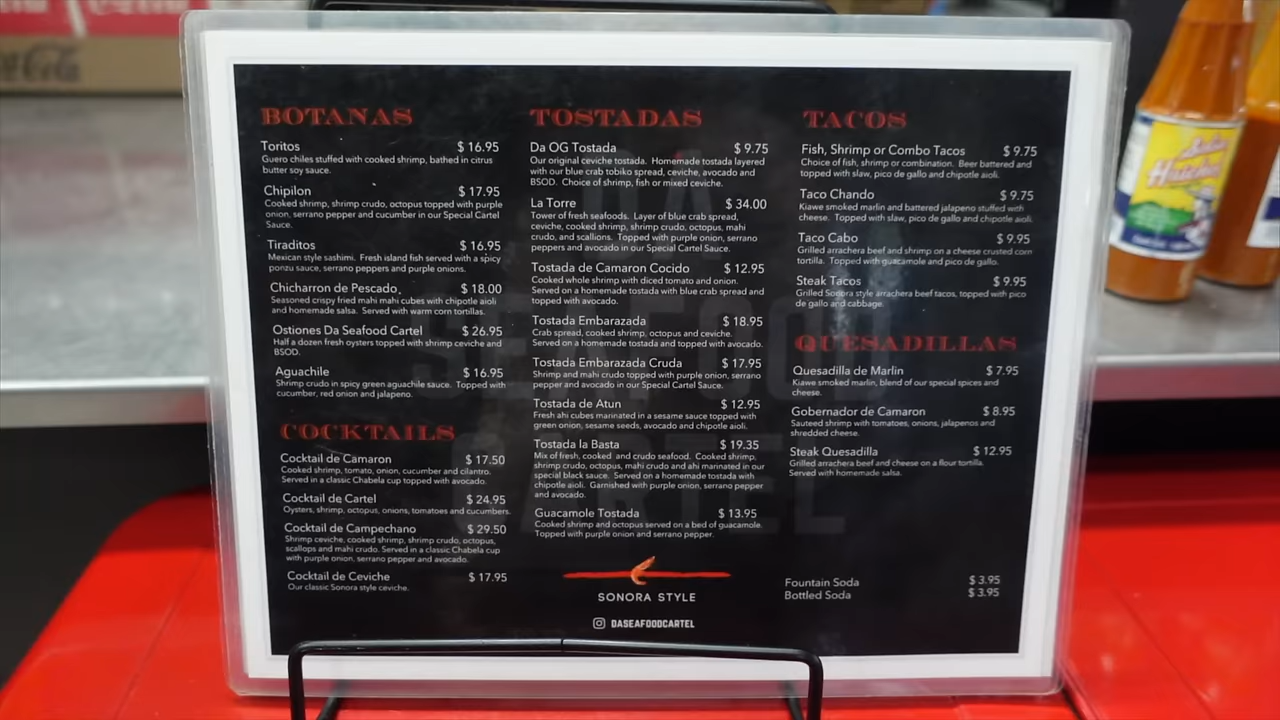 BOTANAS
Toritos $ 16.95
Guero chiles stuffed with cooked shrimp, bathed in citrus
butter soy sauce.
Chipilon $ 17.95
Cooked shrimp, shrimp crudo, octopus topped with purple
onion, serrano pepper and cucumber in our Special Cartel
Sauce.
Tiraditos $ 16.95
Mexican style sashimi. Fresh island fish served with a spicy
ponzu sauce, serrano peppers and purple onions.
Chicharron de Pescado $ 18.00
Seasoned crispy fried mahi mahi cubes with chipotle aioli
and homemade salsa. Served with warm corn tortillas.
Ostiones Da Seafood Cartel $ 26.95
Half a dozen fresh oysters topped with shrimp ceviche and
BSOD.
Aguachile $ 16.95
Shrimp crudo in spicy green aguachile sauce. Topped with
cucumber, red onion and jalapeno.
COCKTAILS
Cocktail de Camaron $ 17.50
Cooked shrimp, tomato, onion, cucumber and cilantro.
Served in a classic Chabela cup topped with avocado.
Cocktail de Cartel $ 24.95
Oysters, shrimp, octopus, onions, tomatoes and cucumbers.
Cocktail de Campechano $ 29.50
Shrimp ceviche, cooked shrimp, shrimp crudo, octopus,
scallops and mahi crudo. Served in a classic Chabela cup
with purple onion, serrano pepper and avocado.
Cocktail de Ceviche $ 17.95
Our classic Sonora style ceviche.
TOSTADAS
Da OG Tostada $ 9.75
Our original ceviche tostada. Homemade tostada layered
with our blue crab tobiko spread, ceviche, avocado and
BSOD. Choice of shrimp, fish or mixed ceviche.
La Torre $ 34.00
Tower of fresh seafoods. Layer of blue crab spread,
ceviche, cooked shrimp, shrimp crudo, octopus, mahi
crudo, and scallions. Topped with purple onion, serrano
peppers and avocado in our Special Cartel Sauce.
Tostada de Camaron Cocido $ 12.95
Cooked whole shrimp with diced tomato and onion.
Served on a homemade tostada with blue crab spread and
topped with avocado.
Tostada Embarazada $ 18.95
Crab spread, cooked shrimp, octopus and ceviche.
Served on a homemade tostada and topped with avocado.
Tostada Embarazada Cruda $ 17.95
Shrimp and mahi crudo topped with purple onion, serrano
pepper and avocado in our Special Cartel Sauce.
Tostada de Atun $ 12.95
Fresh ahi cubes marinated in a sesame sauce topped with
green onion, sesame seeds, avocado and chipotle aioli.
Tostada la Basta $ 19.35
Mix of fresh, cooked and crudo seafood. Cooked shrimp,
shrimp crudo, octopus, mahi crudo and ahi marinated in our
special black sauce. Served on a homemade tostada with
chipotle aioli. Garnished with purple onion, serrano pepper
and avocado.
Guacamole Tostada $ 13.95
Cooked shrimp and octopus served on a bed of guacamole.
Topped with purple onion and serrano pepper.
SONORA STYLE
DASEAFOODCARTEL
TACOS
Fish, Shrimp or Combo Tacos $ 9.75
Choice of fish, shrimp or combination. Beer battered and
topped with slaw, pico de gallo and chipotle aioli.
Taco Chando $ 9.75
Kiawe smoked marlin and battered jalapeno stuffed with
cheese. Topped with slaw, pico de gallo and chipotle aioli.
Taco Cabo $ 9.95
Grilled arrachera beef and shrimp on a cheese crusted corn
tortilla. Topped with guacamole and pico de gallo.
Steak Tacos $ 9.95
Grilled Sonora style arrachera beef tacos, topped with pico
de gallo and cabbage.
QUESADILLAS
Quesadilla de Marlin $ 7.95
Kiawe smoked marlin, blend of our special spices and
cheese.
Gobernador de Camaron $ 8.95
Sauteed shrimp with tomatoes, onions, jalapenos and
shredded cheese.
Steak Quesadilla $ 12.95
Grilled arrachera beef and cheese on a flour tortilla.
Served with homemade salsa.
Fountain Soda $ 3.95
Bottled Soda $ 3.95
DA
SEAFOOD
CARTEL